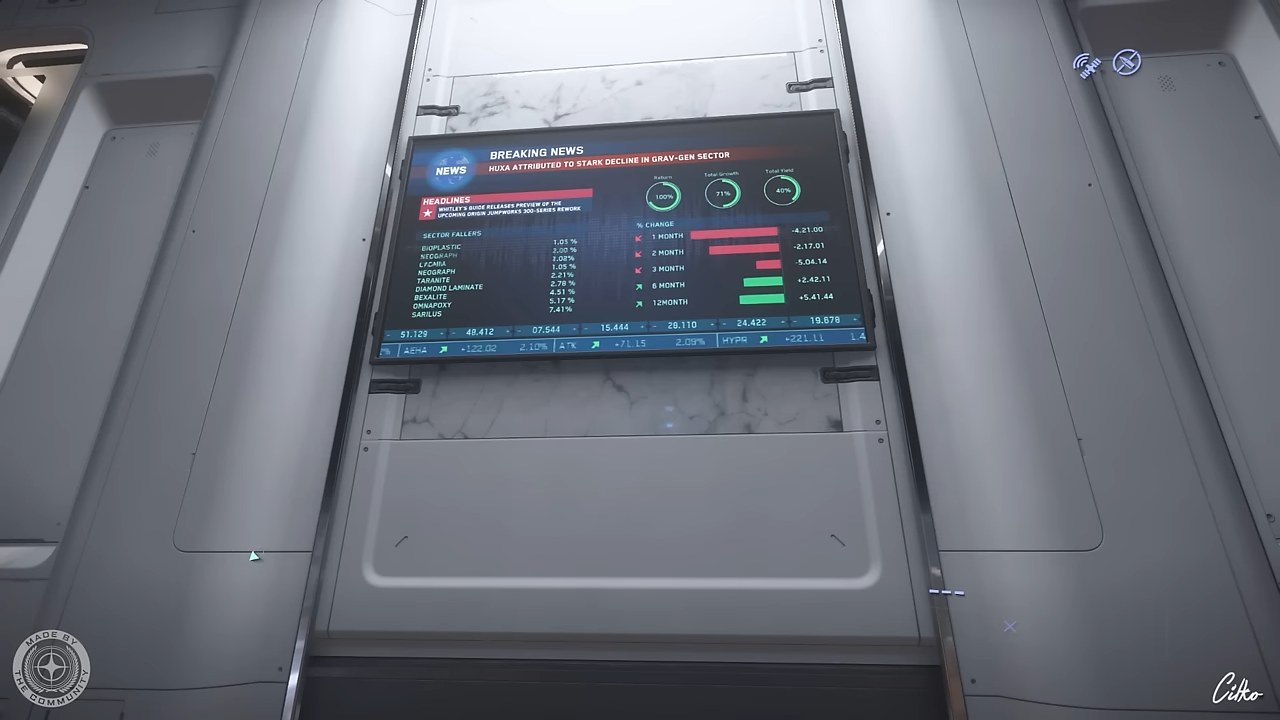 NEWS
BREAKING NEWS
HUXA ATTRIBUTED TO STARK DECLINE IN GRAV-GEN SECTOR
HEADLINES
WHITLEY'S GUIDE RELEASES PREVIEW OF THE
UPCOMING ORIGIN JUMPWORKS 300-SERIES REWORK
Return
100%
Total Growth
71%
Total Yield
40%
SECTOR FALLERS
BIOPLASTIC 1.05 %
NEOGRAPH 2.00 %
2.02%
NEOGRAPH 1.05 %
TARANITE 2.21%
DIAMOND LAMINATE 2.78 %
BEXALITE 4.51 %
OMNAPOXY 5.17 %
SARILUS 7.41%
% CHANGE
1 MONTH -4.21.00
2 MONTH -2.17.01
3 MONTH -5.04.14
6 MONTH +2.42.11
12MONTH +5.41.44
- 51.129 - 48.412 - 07.544 - 15.444 - 28.110 - 24.422 - 19.678
% AEHA +122.02 2.10% ATK +71.15 2.09% HYPR +221.11 1.4
MADE BY
THE COMMUNITY